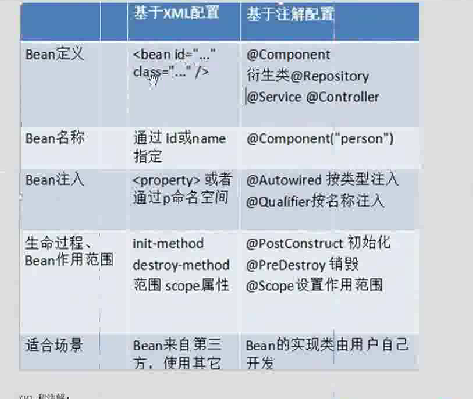 基于XML配置 基于注解配置
Bean定义 <bean id="..." @Component
class="..." /> 衍生类@Repository
@Service @Controller
Bean名称 通过 id或name @Component("person")
指定
Bean注入 <property> 或者 @Autowired 按类型注入
通过p命名空间 @Qualifier按名称注入
生命过程、 init-method @PostConstruct 初始化
Bean作用范围 destroy-method @PreDestroy 销毁
范围 scope属性 @Scope设置作用范围
适合场景 Bean来自第三 Bean的实现类由用户自己
方，使用其它 开发